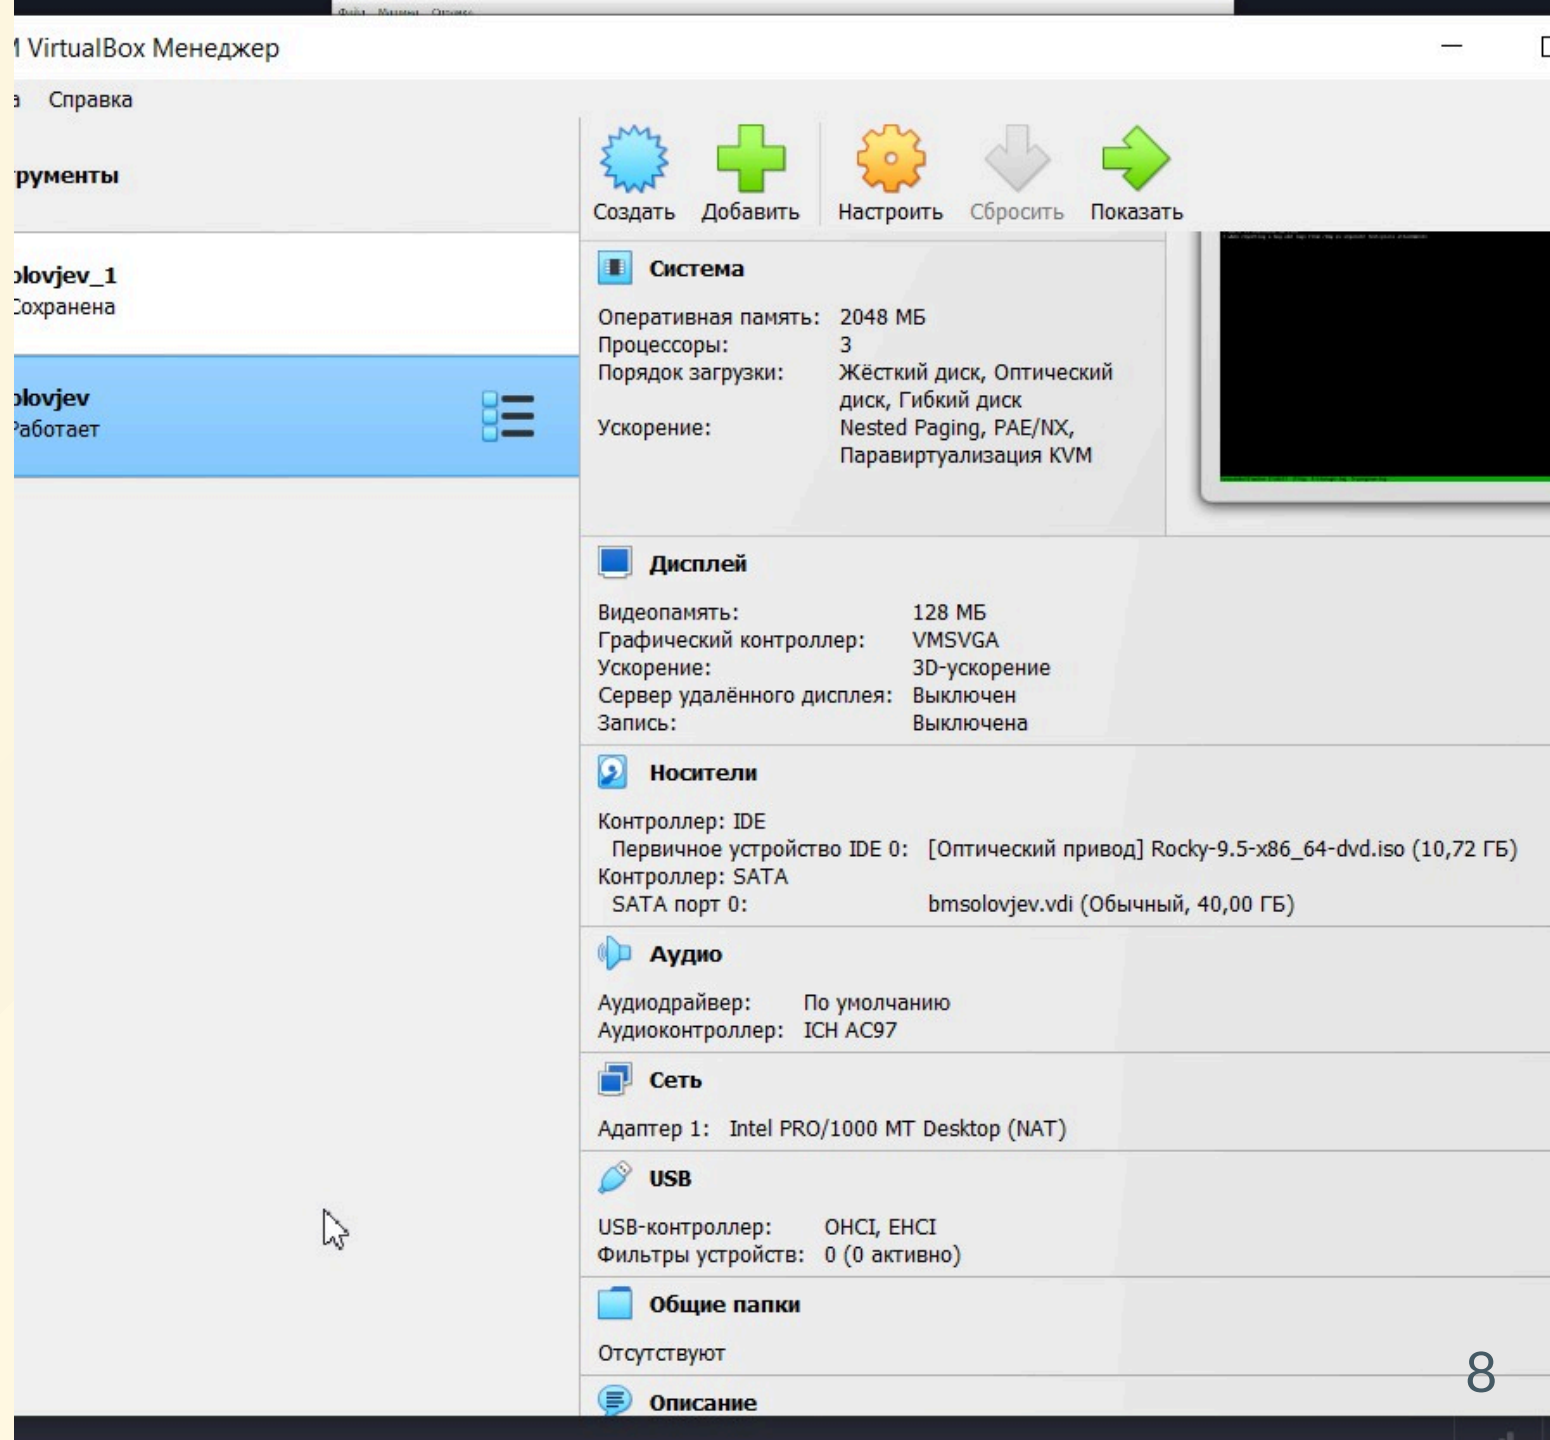 Файл Машина Справка
VirtualBox Менеджер
Справка
рументы
Создать Добавить Настроить Сбросить Показать
olovjev_1
Сохранена
olovjev
Работает
Система
Оперативная память: 2048 МБ
Процессоры: 3
Порядок загрузки: Жёсткий диск, Оптический
диск, Гибкий диск
Ускорение: Nested Paging, PAE/NX,
Паравиртуализация KVM
Дисплей
Видеопамять: 128 МБ
Графический контроллер: VMSVGA
Ускорение: 3D-ускорение
Сервер удалённого дисплея: Выключен
Запись: Выключена
Носители
Контроллер: IDE
Первичное устройство IDE 0: [Оптический привод] Rocky-9.5-x86_64-dvd.iso (10,72 ГБ)
Контроллер: SATA
SATA порт 0: bmsolovjev.vdi (Обычный, 40,00 ГБ)
Аудио
Аудиодрайвер: По умолчанию
Аудиоконтроллер: ICH AC97
Сеть
Адаптер 1: Intel PRO/1000 MT Desktop (NAT)
USB
USB-контроллер: OHCI, EHCI
Фильтры устройств: 0 (0 активно)
Общие папки
Отсутствуют
8
Описание